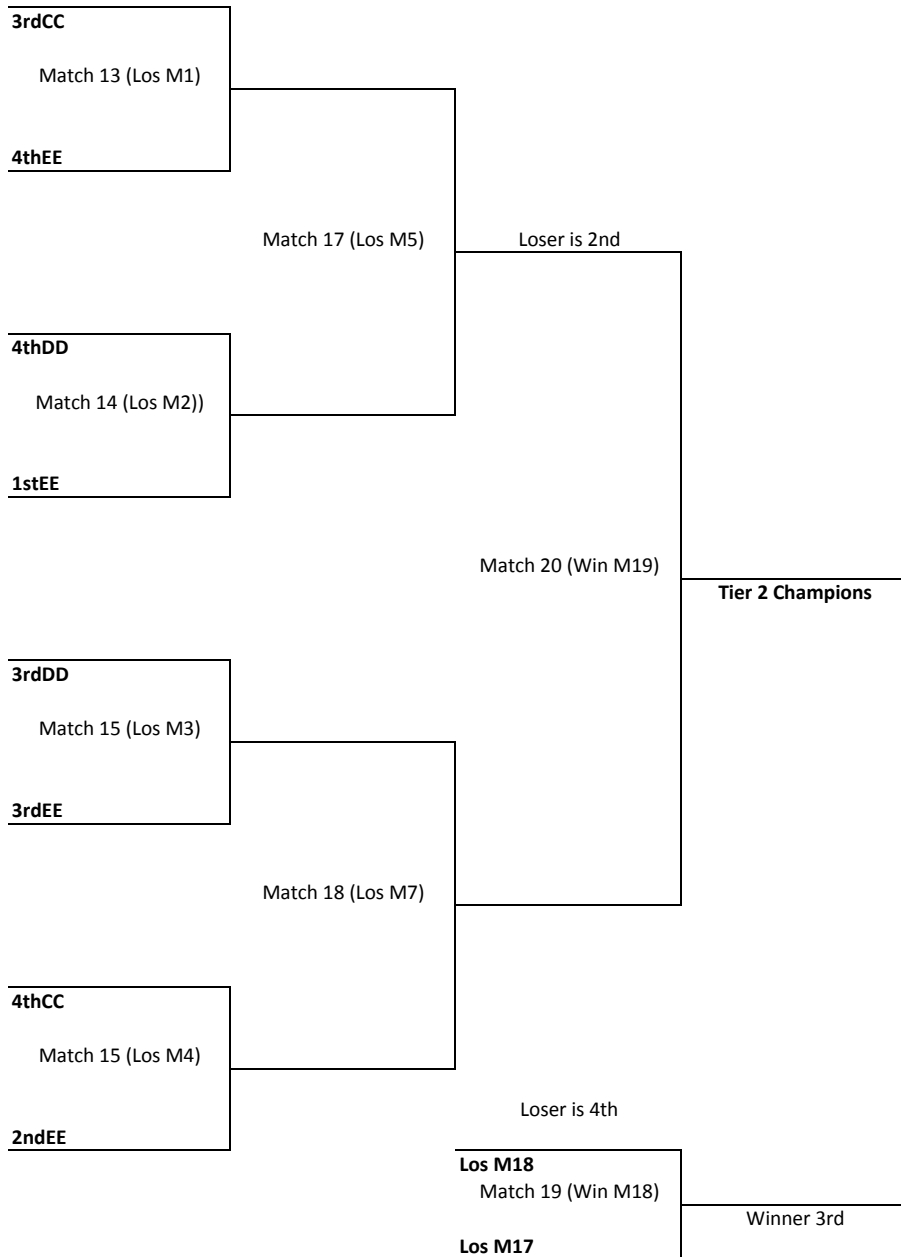 3rdCC
Match 13 (Los M1)
4thEE
Match 17 (Los M5)
Loser is 2nd
4thDD
Match 14 (Los M2))
1stEE
Match 20 (Win M19)
Tier 2 Champions
3rdDD
Match 15 (Los M3)
3rdEE
Match 18 (Los M7)
4thCC
Match 15 (Los M4)
2ndEE
Loser is 4th
Los M18
Match 19 (Win M18)
Winner 3rd
Los M17